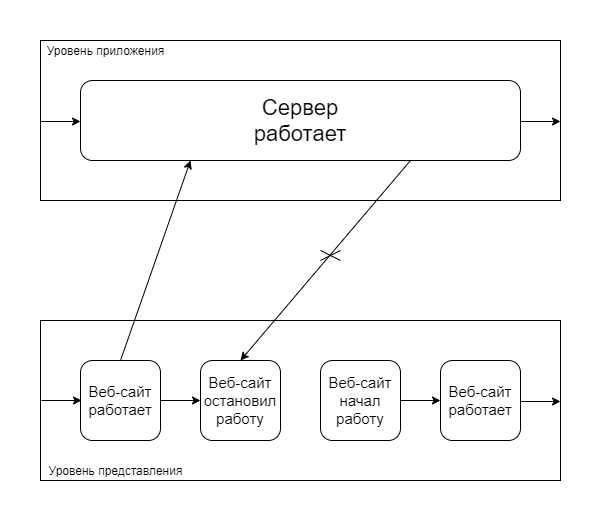 Уровень приложения
Сервер
работает
Веб-сайт
работает
Веб-сайт
остановил
работу
Веб-сайт
начал
работу
Веб-сайт
работает
Уровень представления